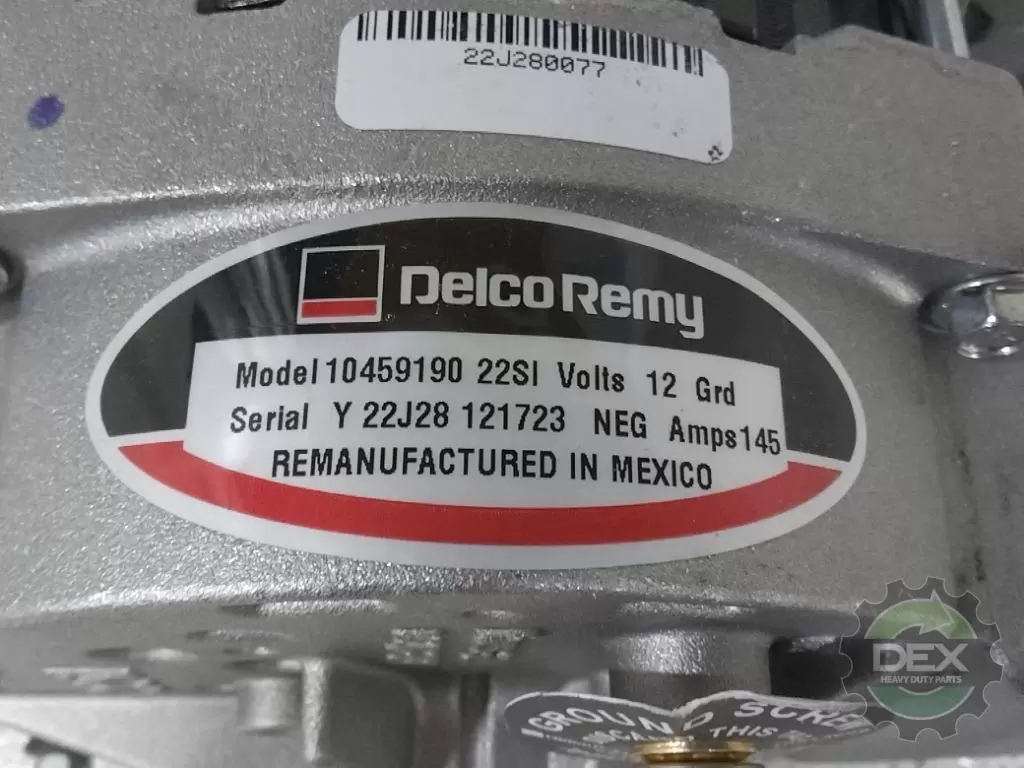 22J280077
Delco Remy
Model 10459190 22SI Volts 12 Grd
Serial Y 22J28 121723 NEG Amps 145
REMANUFACTURED IN MEXICO
DEX
HEAVY DUTY PARTS
GROUND
THIS